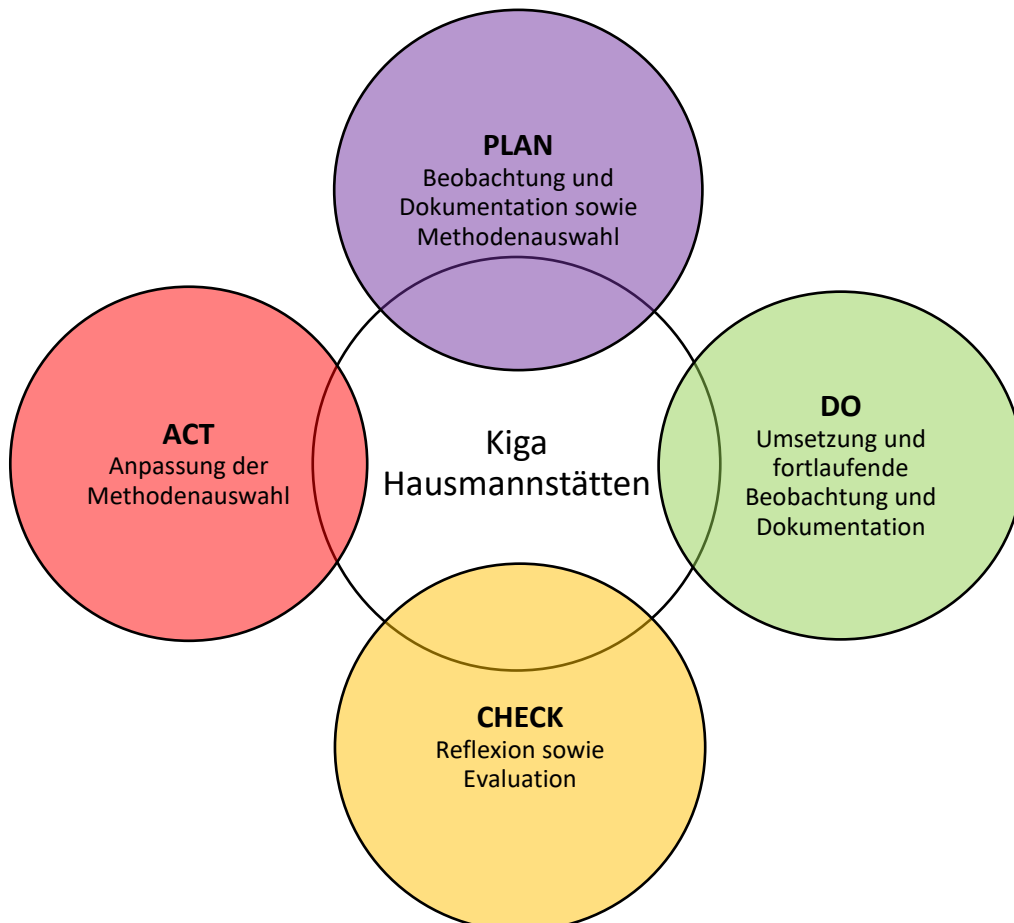 PLAN
Beobachtung und
Dokumentation sowie
Methodenauswahl
ACT
Anpassung der
Methodenauswahl
Kiga
Hausmannstätten
DO
Umsetzung und
fortlaufende
Beobachtung und
Dokumentation
CHECK
Reflexion sowie
Evaluation